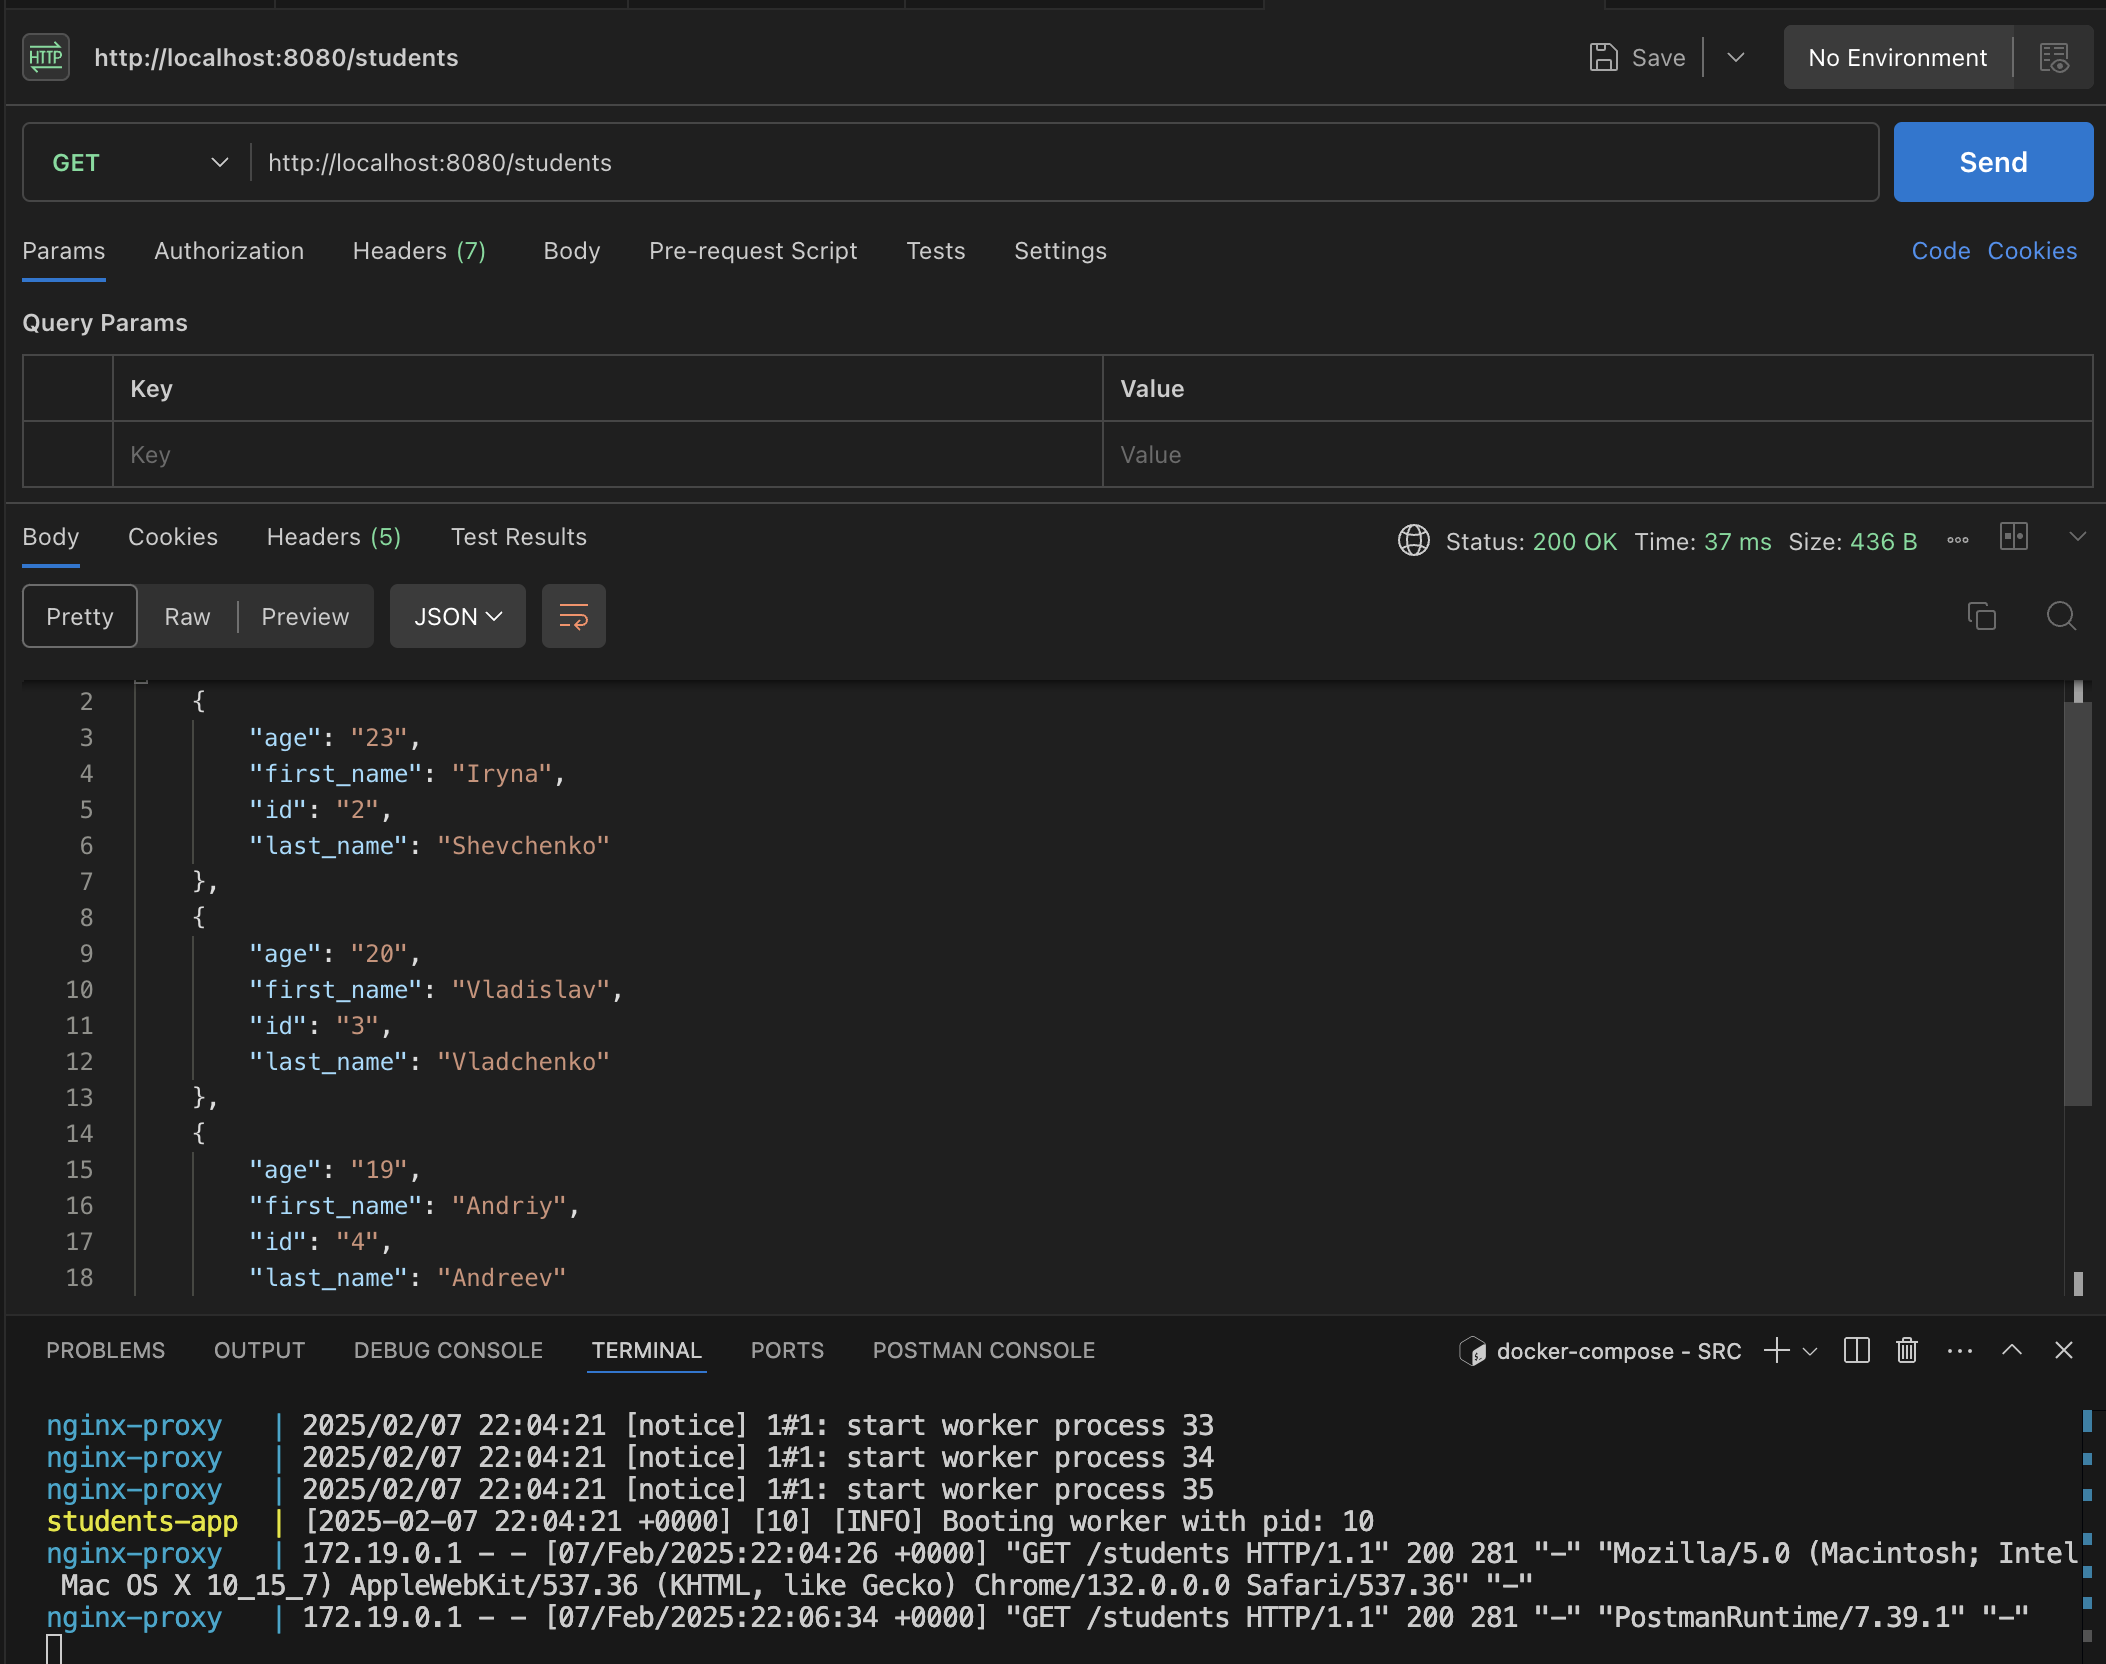 HTTP http://localhost:8080/students Save No Environment
GET http://localhost:8080/students Send
Params Authorization Headers (7) Body Pre-request Script Tests Settings Code Cookies
Query Params
Key Value
Key Value
Body Cookies Headers (5) Test Results Status: 200 OK Time: 37 ms Size: 436 B
Pretty Raw Preview JSON
2 {
3 "age": "23",
4 "first_name": "Iryna",
5 "id": "2",
6 "last_name": "Shevchenko"
7 },
8 {
9 "age": "20",
10 "first_name": "Vladislav",
11 "id": "3",
12 "last_name": "Vladchenko"
13 },
14 {
15 "age": "19",
16 "first_name": "Andriy",
17 "id": "4",
18 "last_name": "Andreev"
PROBLEMS OUTPUT DEBUG CONSOLE TERMINAL PORTS POSTMAN CONSOLE docker-compose - SRC
nginx-proxy | 2025/02/07 22:04:21 [notice] 1#1: start worker process 33
nginx-proxy | 2025/02/07 22:04:21 [notice] 1#1: start worker process 34
nginx-proxy | 2025/02/07 22:04:21 [notice] 1#1: start worker process 35
students-app | [2025-02-07 22:04:21 +0000] [10] [INFO] Booting worker with pid: 10
nginx-proxy | 172.19.0.1 - - [07/Feb/2025:22:04:26 +0000] "GET /students HTTP/1.1" 200 281 "-" "Mozilla/5.0 (Macintosh; Intel
Mac OS X 10_15_7) AppleWebKit/537.36 (KHTML, like Gecko) Chrome/132.0.0.0 Safari/537.36" "-"
nginx-proxy | 172.19.0.1 - - [07/Feb/2025:22:06:34 +0000] "GET /students HTTP/1.1" 200 281 "-" "PostmanRuntime/7.39.1" "-"